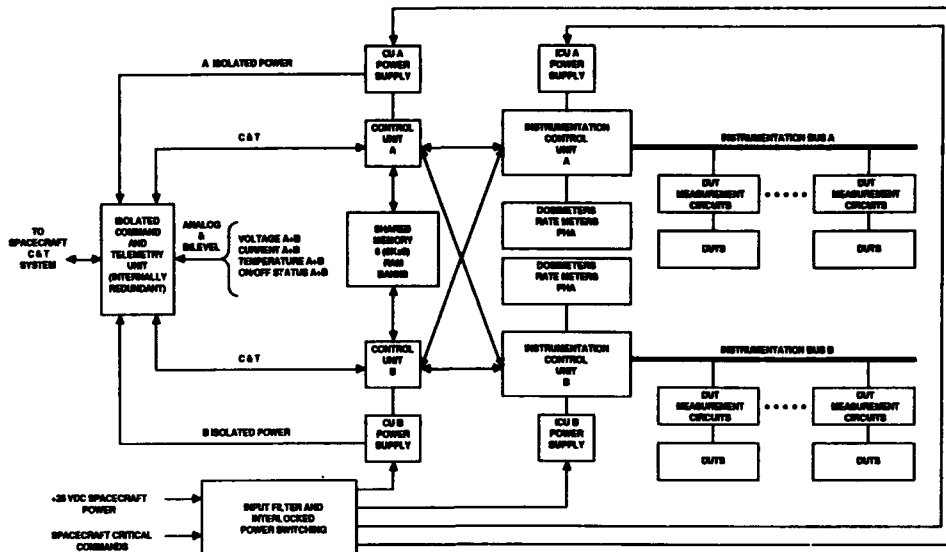 CU A
POWER
SUPPLY
ICU A
POWER
SUPPLY
A ISOLATED POWER
C & T
CONTROL
UNIT
A
INSTRUMENTATION
CONTROL
UNIT
A
INSTRUMENTATION BUS A
DUT
MEASUREMENT
CIRCUITS
DUT
MEASUREMENT
CIRCUITS
DUTS
DUTS
TO
SPACECRAFT
C & T
SYSTEM
ISOLATED
COMMAND
AND
TELEMETRY
UNIT
(INTERNALLY
REDUNDANT)
ANALOG
&
BILEVEL
VOLTAGE A+B
CURRENT A+B
TEMPERATURE A+B
ON/OFF STATUS A+B
SHARED
MEMORY
RAM
BANKS
DOSIMETERS
RATE METERS
PHA
DOSIMETERS
RATE METERS
PHA
C & T
CONTROL
UNIT
B
INSTRUMENTATION
CONTROL
UNIT
B
INSTRUMENTATION BUS B
DUT
MEASUREMENT
CIRCUITS
DUT
MEASUREMENT
CIRCUITS
DUTS
DUTS
B ISOLATED POWER
CU B
POWER
SUPPLY
ICU B
POWER
SUPPLY
VDC SPACECRAFT
POWER
SPACECRAFT CRITICAL
COMMANDS
INPUT FILTER AND
INTERLOCKED
POWER SWITCHING